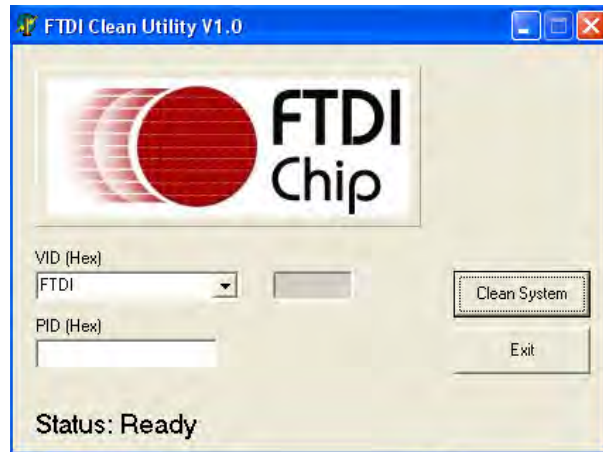 FTDI Clean Utility V1.0
FTDI
Chip
VID (Hex)
FTDI
Clean System
PID (Hex)
Exit
Status: Ready